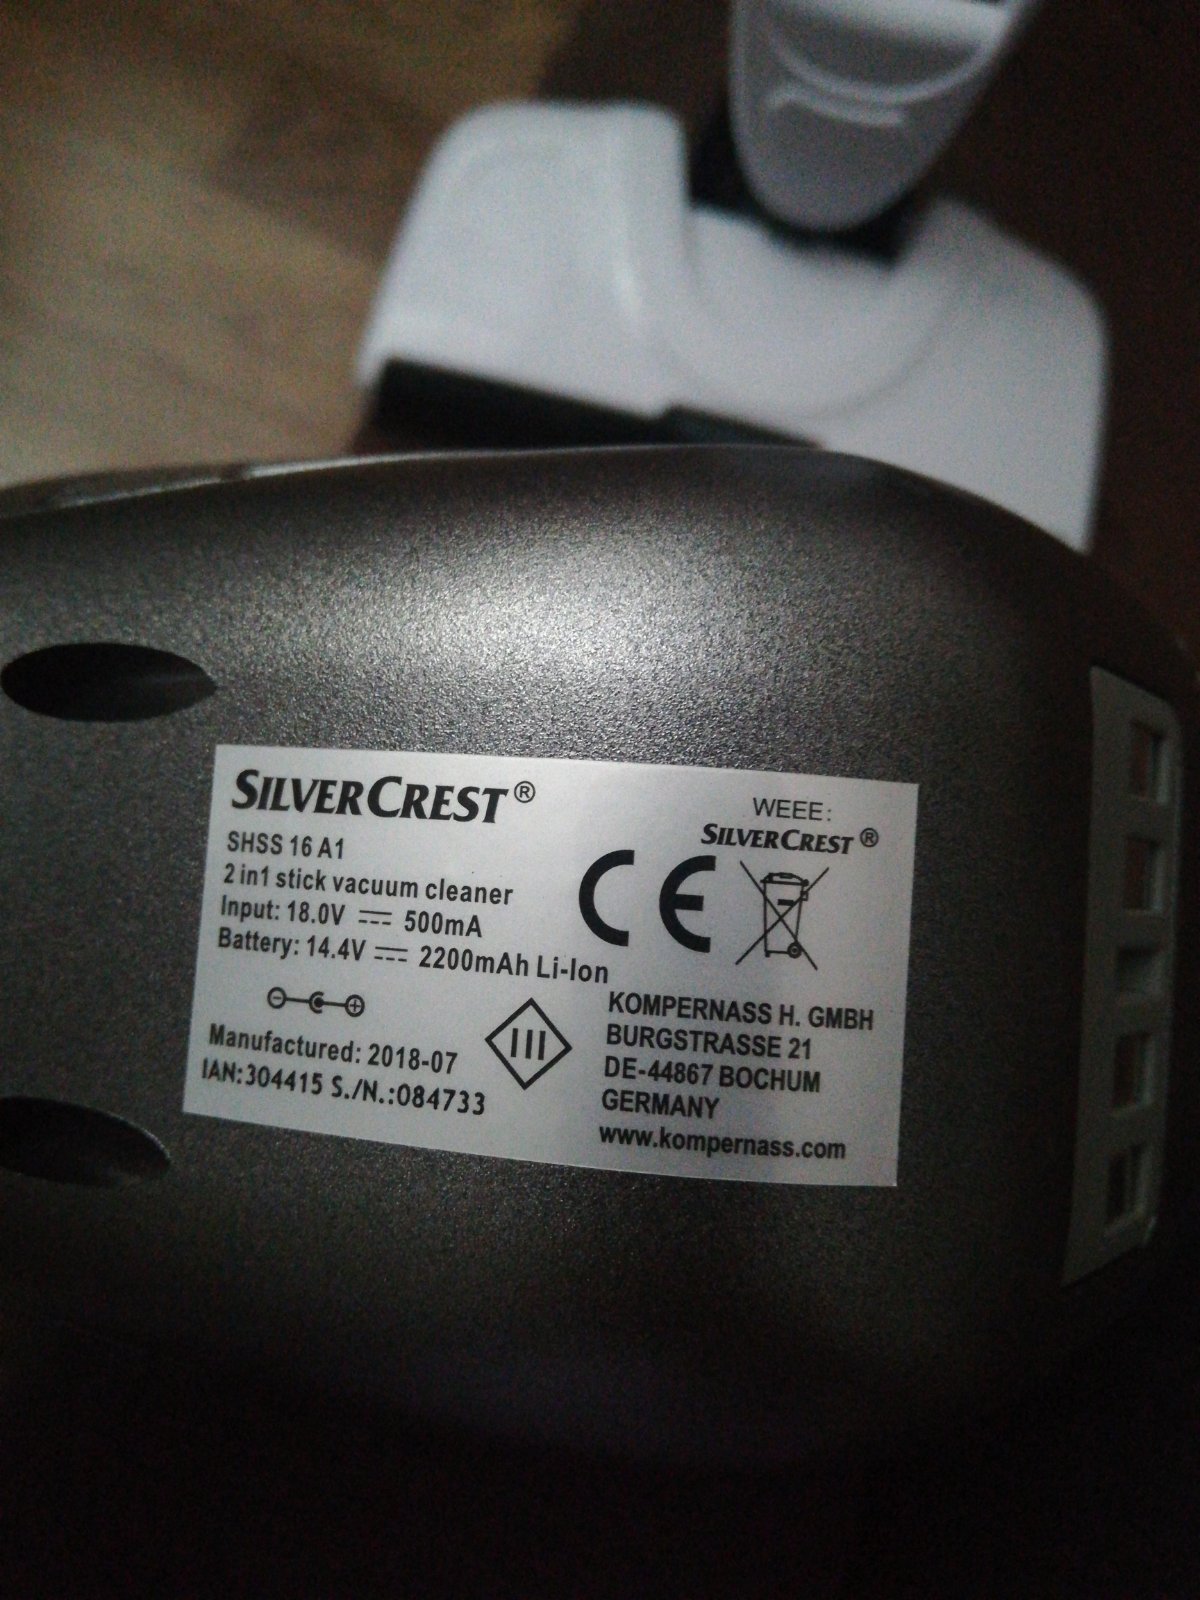 SILVERCREST®
SHSS 16 A1
2 in1 stick vacuum cleaner
Input: 18.0V ⎓ 500mA
Battery: 14.4V ⎓ 2200mAh Li-Ion
Manufactured: 2018-07
IAN:304415 S./N.:084733
WEEE:
SILVERCREST®
CE
III
KOMPERNASS H. GMBH
BURGSTRASSE 21
DE-44867 BOCHUM
GERMANY
www.kompernass.com